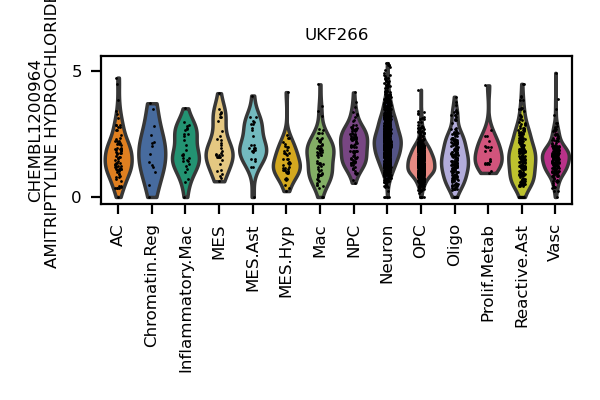 UKF266
CHEMBL1200964
AMITRIPTYLINE HYDROCHLORIDE
5
0
AC
Chromatin.Reg
Inflammatory.Mac
MES
MES.Ast
MES.Hyp
Mac
NPC
Neuron
OPC
Oligo
Prolif.Metab
Reactive.Ast
Vasc